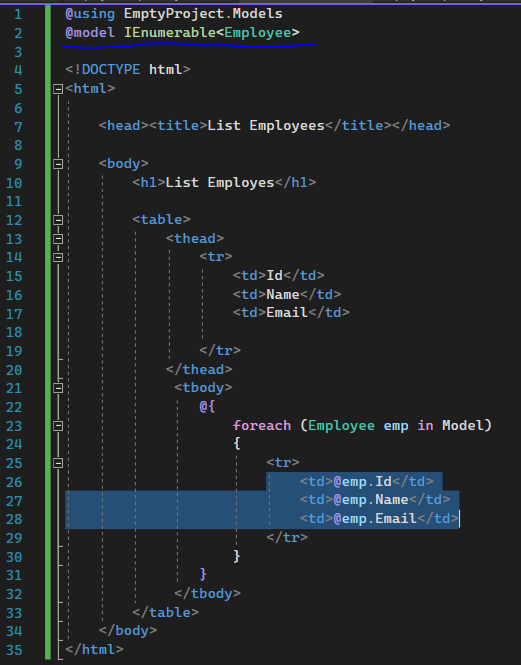 1 @using EmptyProject.Models
2 @model IEnumerable<Employee>
3
4 <!DOCTYPE html>
5 <html>
6
7 <head><title>List Employees</title></head>
8
9 <body>
10 <h1>List Employes</h1>
11
12 <table>
13 <thead>
14 <tr>
15 <td>Id</td>
16 <td>Name</td>
17 <td>Email</td>
18
19 </tr>
20 </thead>
21 <tbody>
22 @{
23 foreach (Employee emp in Model)
24 {
25 <tr>
26 <td>@emp.Id</td>
27 <td>@emp.Name</td>
28 <td>@emp.Email</td>
29 </tr>
30 }
31 }
32 </tbody>
33 </table>
34 </body>
35 </html>